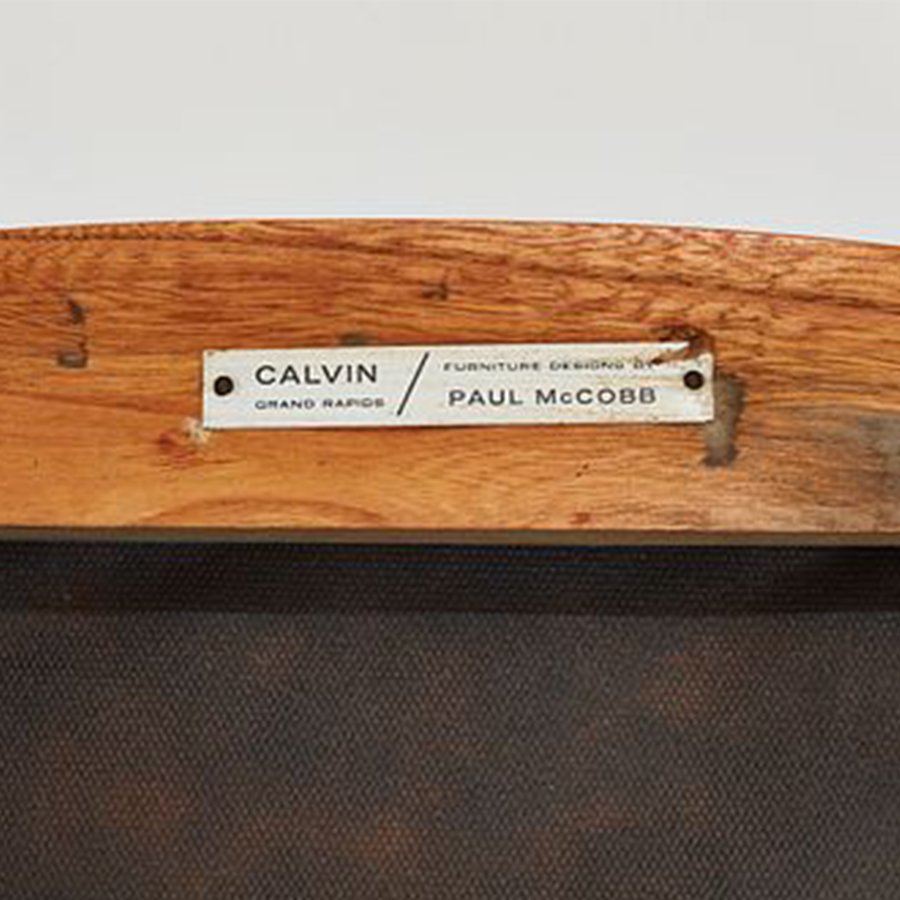 CALVIN
GRAND RAPIDS
/
FURNITURE DESIGNS BY
PAUL McCOBB